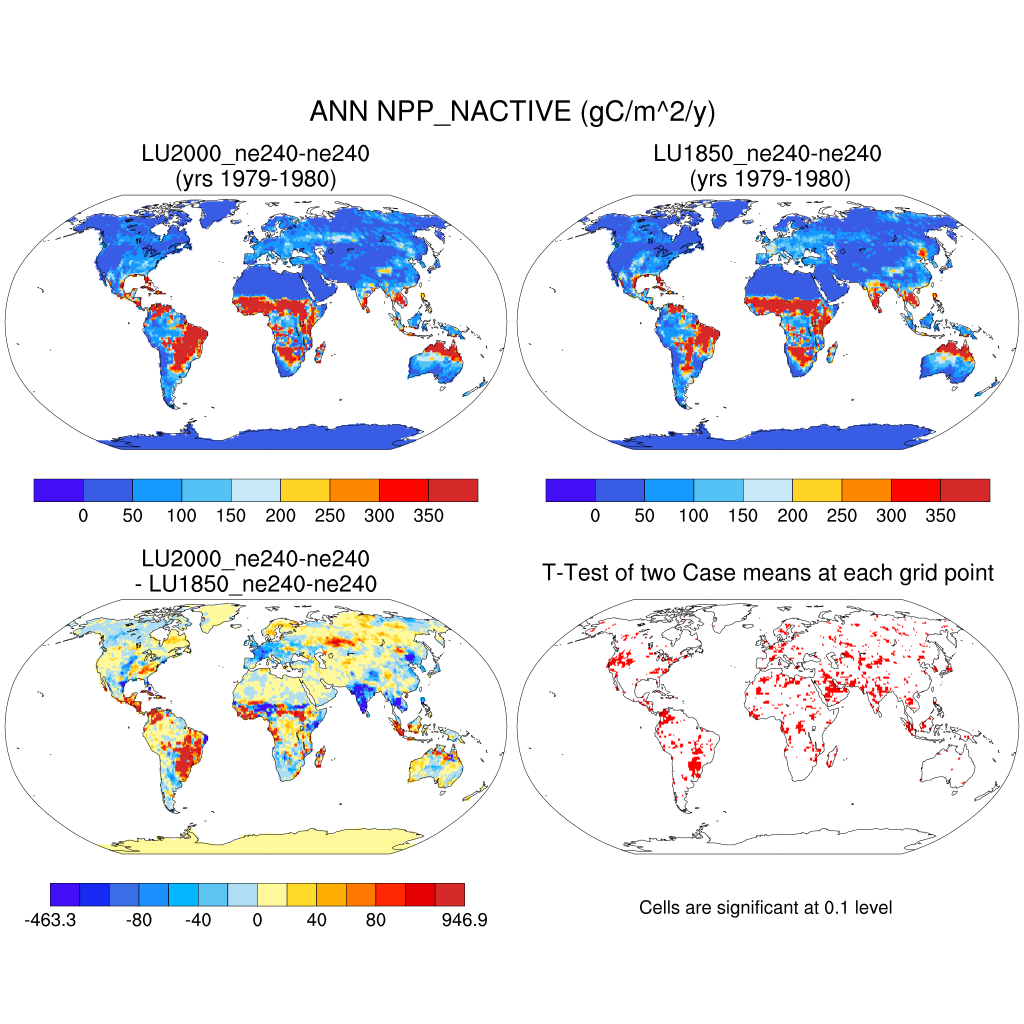 ANN NPP_NACTIVE (gC/m^2/y)
LU2000_ne240-ne240
(yrs 1979-1980)
LU1850_ne240-ne240
(yrs 1979-1980)
0 50 100 150 200 250 300 350
0 50 100 150 200 250 300 350
LU2000_ne240-ne240
- LU1850_ne240-ne240
T-Test of two Case means at each grid point
-463.3 -80 -40 0 40 80 946.9
Cells are significant at 0.1 level